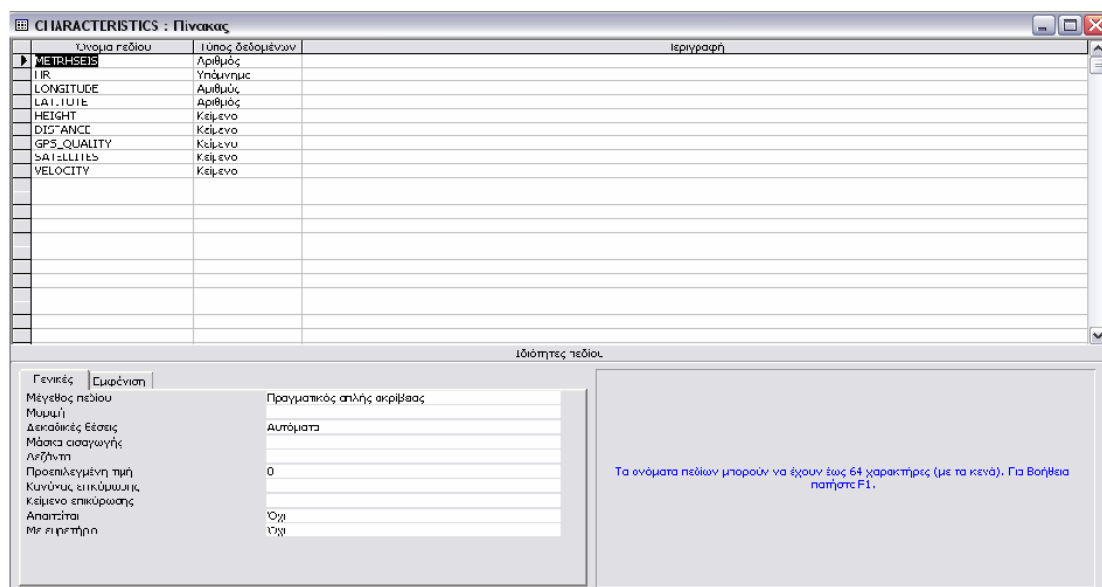 CHARACTERISTICS : Πίνακας
Όνομα πεδίου Τύπος δεδομένων Περιγραφή
METRHSEIS Αριθμός
Υπόμνημα
LONGITUDE Αριθμός
LATITUTE Αριθμός
HEIGHT Κείμενο
DISTANCE Κείμενο
GPS_QUALITY Κείμενο
SATELLITES Κείμενο
VELOCITY Κείμενο
Ιδιότητες πεδίου
Γενικές Εμφάνιση
Μέγεθος πεδίου Πραγματικός απλής ακρίβειας
Μορφή
Δεκαδικές θέσεις Αυτόματα
Μάσκα εισαγωγής
Λεζάντα
Προεπιλεγμένη τιμή 0
Κανόνας επικύρωσης
Κείμενο επικύρωσης
Απαιτείται Όχι
Με ευρετήριο Όχι
Τα ονόματα πεδίων μπορούν να έχουν έως 64 χαρακτήρες (με τα κενά). Για Βοήθεια
πατήστε F1.